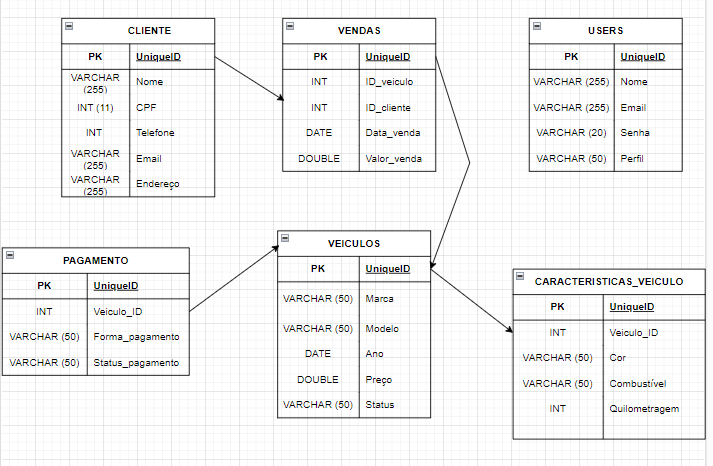 CLIENTE
PK UniqueID
VARCHAR (255) Nome
INT (11) CPF
INT Telefone
VARCHAR (255) Email
VARCHAR (255) Endereço
VENDAS
PK UniqueID
INT ID_veiculo
INT ID_cliente
DATE Data_venda
DOUBLE Valor_venda
USERS
PK UniqueID
VARCHAR (255) Nome
VARCHAR (255) Email
VARCHAR (20) Senha
VARCHAR (50) Perfil
PAGAMENTO
PK UniqueID
INT Veiculo_ID
VARCHAR (50) Forma_pagamento
VARCHAR (50) Status_pagamento
VEICULOS
PK UniqueID
VARCHAR (50) Marca
VARCHAR (50) Modelo
DATE Ano
DOUBLE Preço
VARCHAR (50) Status
CARACTERISTICAS_VEICULO
PK UniqueID
INT Veiculo_ID
VARCHAR (50) Cor
VARCHAR (50) Combustível
INT Quilometragem